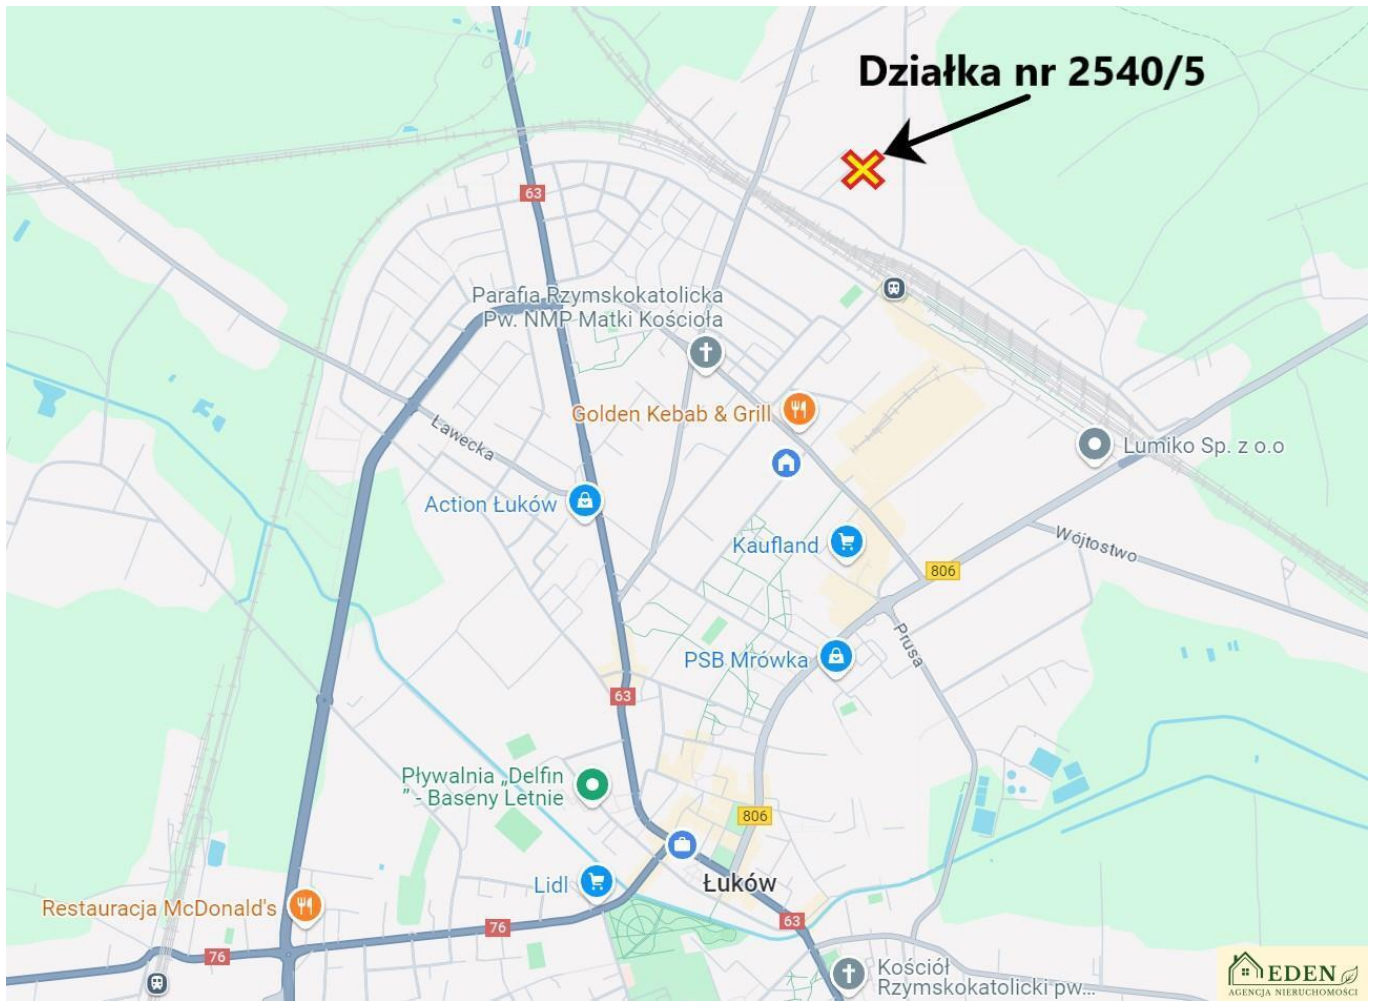 Działka nr 2540/5
63
Parafia Rzymskokatolicka
Pw. NMP Matki Kościoła
Golden Kebab & Grill
Ławecka
Lumiko Sp. z o.o
Action Łuków
Kaufland
Wójtostwo
806
Prusa
PSB Mrówka
63
Pływalnia „Delfin
” - Baseny Letnie
806
Łuków
Lidl
Restauracja McDonald's
63
76
76
Kościół
Rzymskokatolicki pw...
EDEN
AGENCJA NIERUCHOMOŚCI